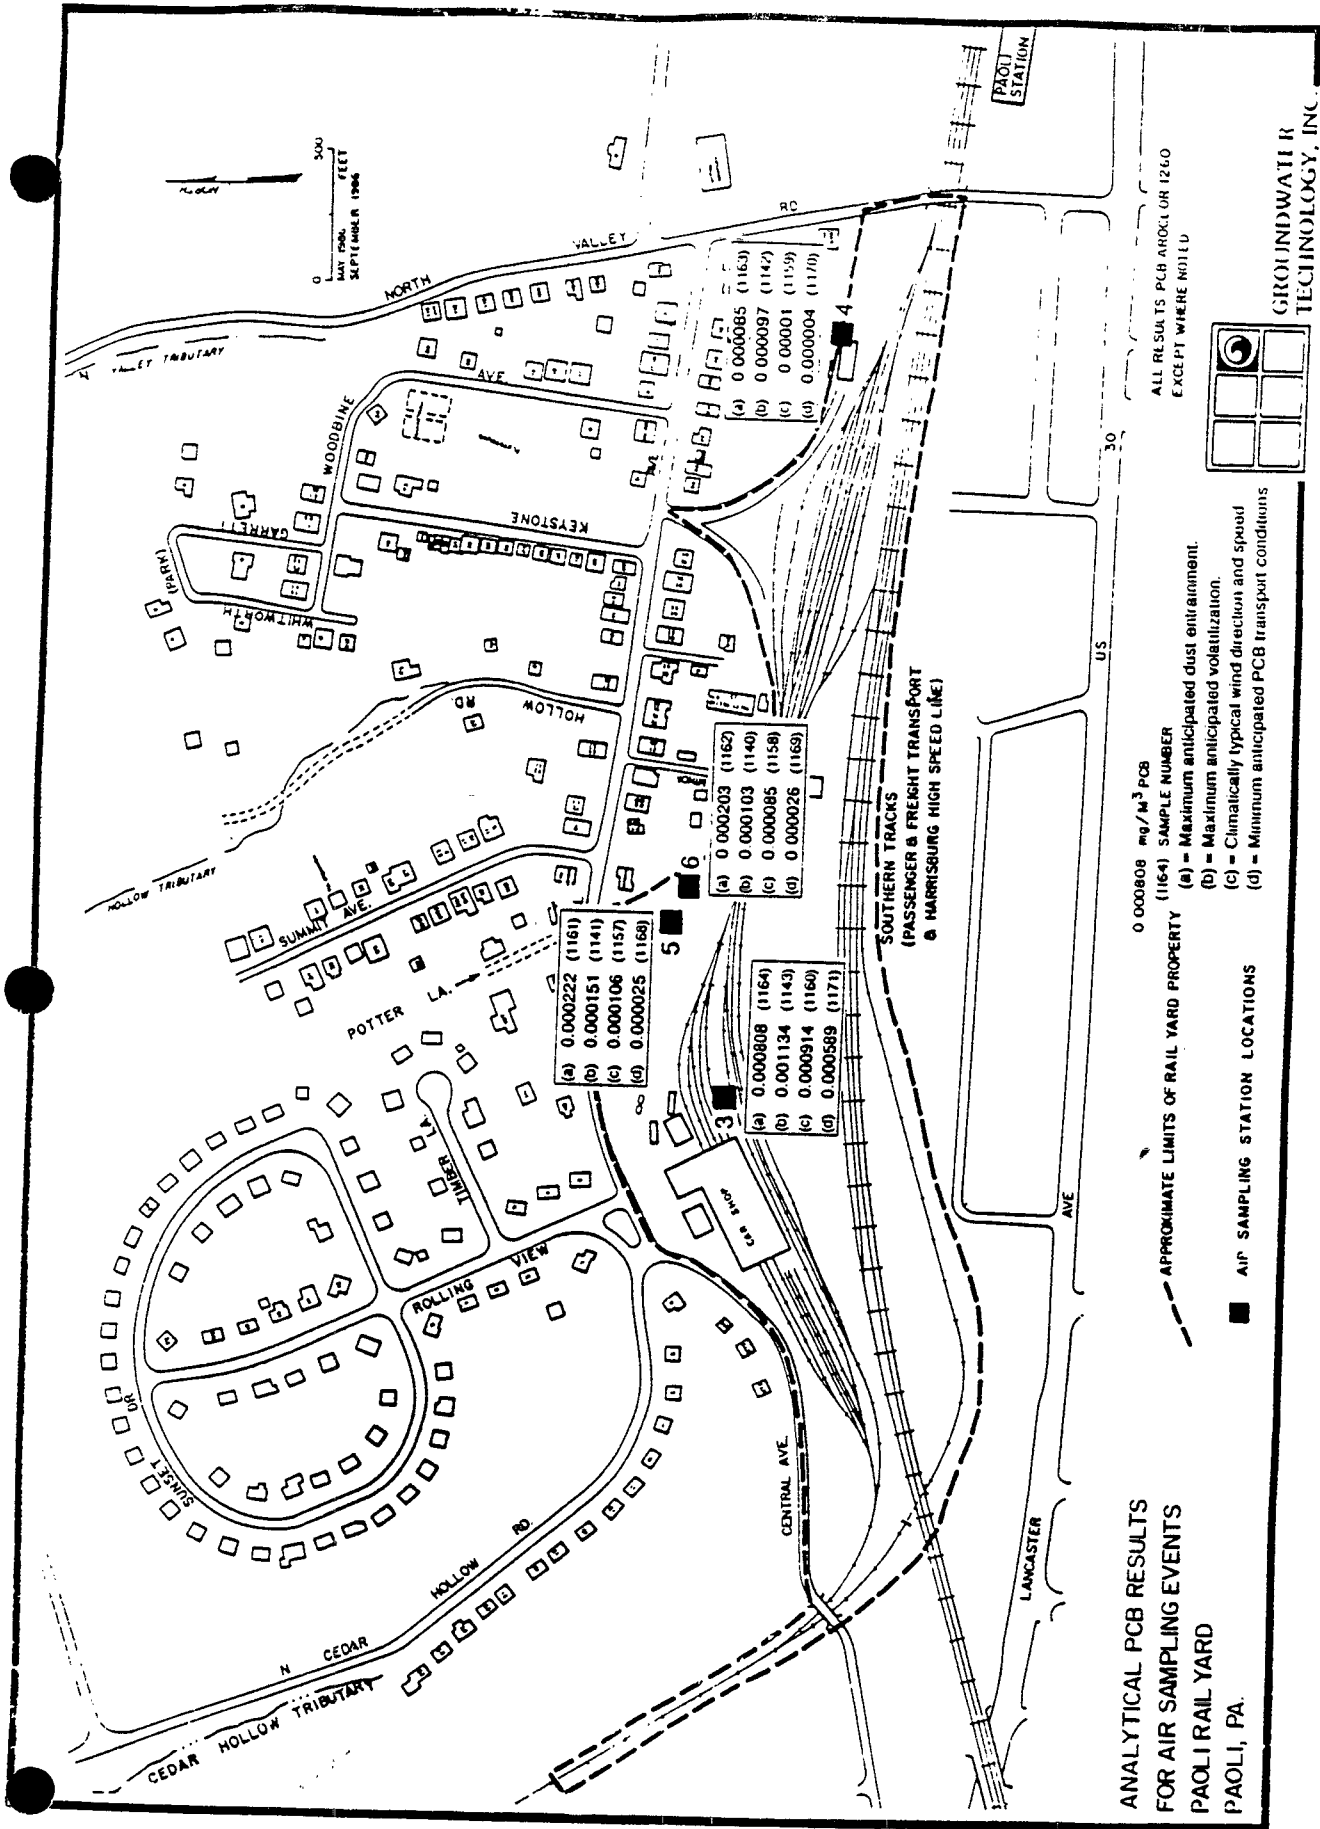 ANALYTICAL PCB RESULTS
FOR AIR SAMPLING EVENTS
PAOLI RAIL YARD
PAOLI, PA.
CEDAR HOLLOW TRIBUTARY
N CEDAR HOLLOW RD.
SUNSET DR
ROLLING VIEW
TIMBER LA.
POTTER LA.
SUMMIT AVE.
HOLLOW TRIBUTARY
HOLLOW RD.
WHITWORTH
(PARK)
GARRETT
WOODBINE AVE.
KEYSTONE
AVE
N VALLEY TRIBUTARY
NORTH VALLEY RD
0 500
FEET
MAY 1986
SEPTEMBER 1986
PAOLI
STATION
CENTRAL AVE.
CAR SHOP
LANCASTER AVE
US 30
SOUTHERN TRACKS
(PASSENGER & FREIGHT TRANSPORT
& HARRISBURG HIGH SPEED LINE)
5
(a) 0.000222 (1161)
(b) 0.000151 (1141)
(c) 0.000106 (1157)
(d) 0.000025 (1168)
3
(a) 0.000808 (1164)
(b) 0.001134 (1143)
(c) 0.000914 (1160)
(d) 0.000589 (1171)
6
(a) 0 000203 (1162)
(b) 0.000103 (1140)
(c) 0.000085 (1158)
(d) 0 000026 (1169)
4
(a) 0 000085 (1163)
(b) 0 000097 (1142)
(c) 0 00001 (1159)
(d) 0.000004 (1170)
APPROXIMATE LIMITS OF RAIL YARD PROPERTY
AIR SAMPLING STATION LOCATIONS
0 000808 mg/M³ PCB
(1164) SAMPLE NUMBER
(a) = Maximum anticipated dust entrainment.
(b) = Maximum anticipated volatilization.
(c) = Climatically typical wind direction and speed
(d) = Minimum anticipated PCB transport conditions
ALL RESULTS PCB AROCLOR 1260
EXCEPT WHERE NOTED
GROUNDWATER
TECHNOLOGY, INC.